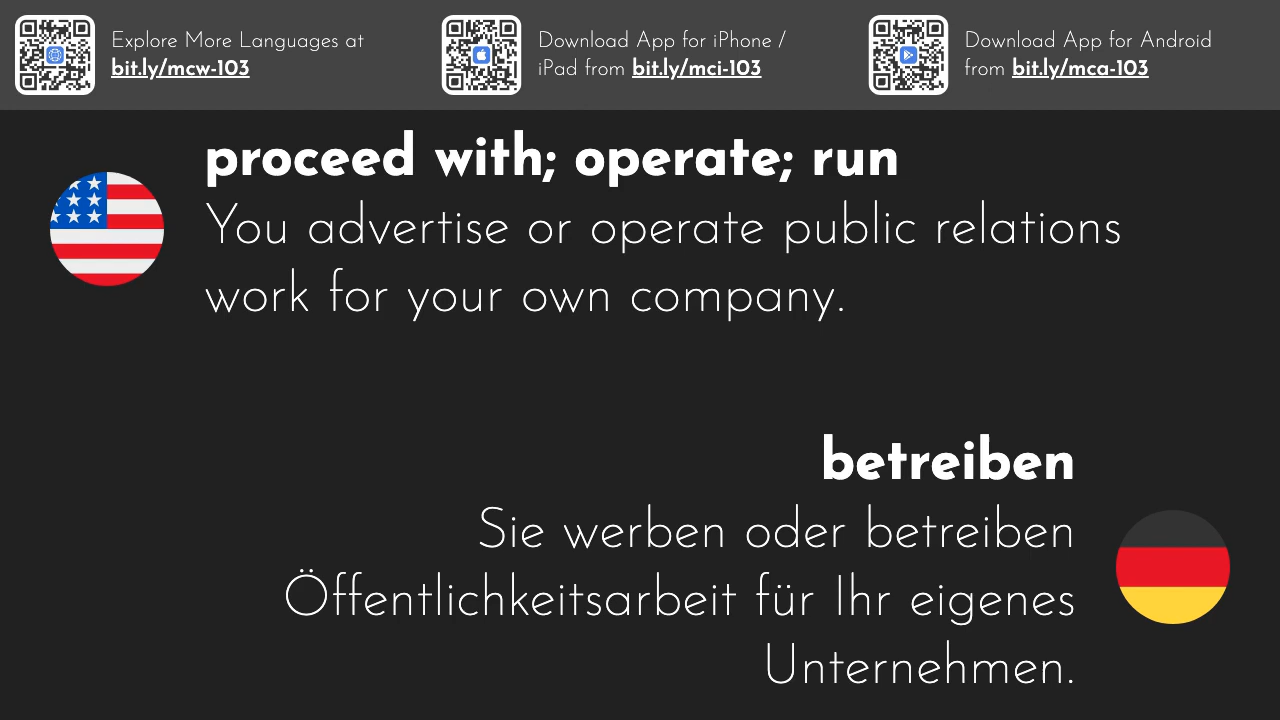 Explore More Languages at
bit.ly/mcw-103
Download App for iPhone /
iPad from bit.ly/mci-103
Download App for Android
from bit.ly/mca-103
proceed with; operate; run
You advertise or operate public relations
work for your own company.
betreiben
Sie werben oder betreiben
Öffentlichkeitsarbeit für Ihr eigenes
Unternehmen.